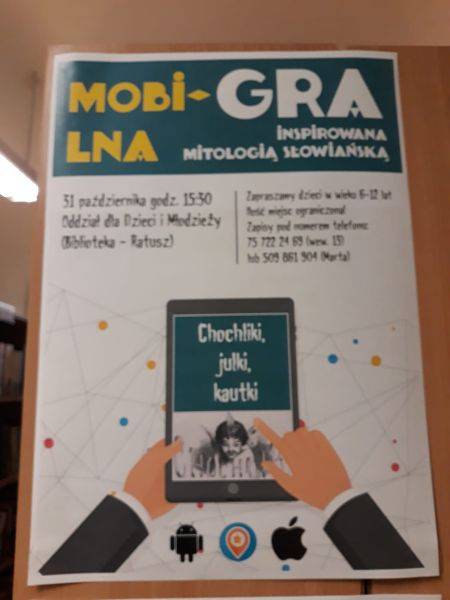 MOBi-GRA
LNA
INSPIROWANA
MITOLOGIĄ SŁOWIAŃSKĄ
31 października godz. 15:30
Oddział dla Dzieci i Młodzieży
(Biblioteka - Ratusz)
Zapraszamy dzieci w wieku 6-12 lat
Ilość miejsc ograniczona!
Zapisy pod numerem telefonu:
75 722 24 69 (wew. 13)
lub 509 861 904 (Marta)
Chochliki,
julki,
kautki